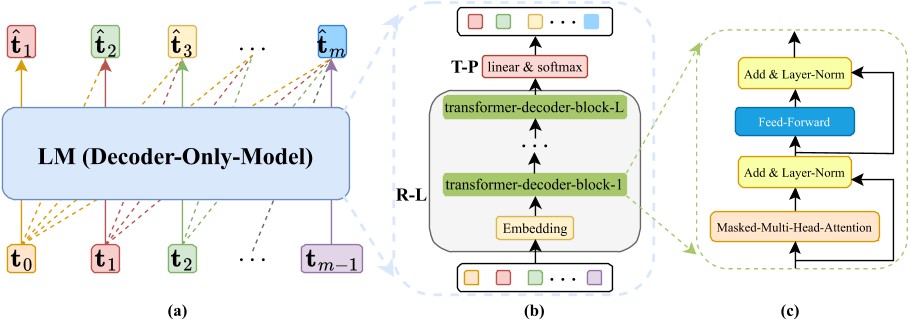 t̂₁ t̂₂ t̂₃ ... t̂ₘ
LM (Decoder-Only-Model)
t₀ t₁ t₂ ... tₘ₋₁
(a)
....
T-P
linear & softmax
transformer-decoder-block-L
...
transformer-decoder-block-1
R-L
Embedding
....
(b)
Add & Layer-Norm
Feed-Forward
Add & Layer-Norm
Masked-Multi-Head-Attention
(c)